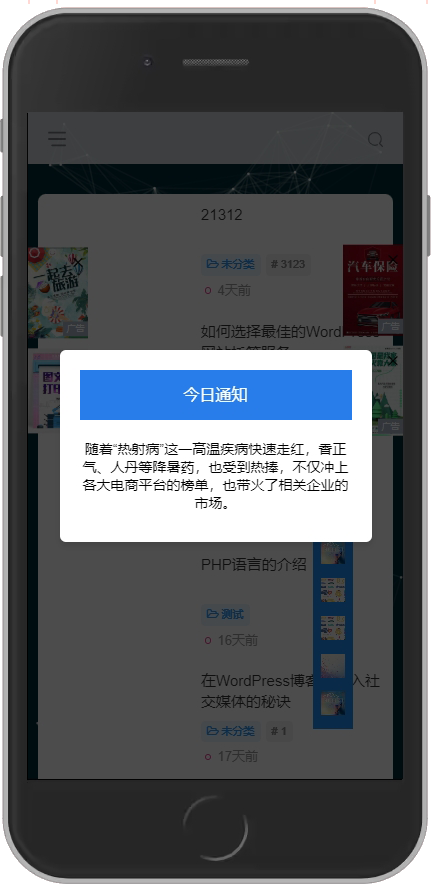 21312
未分类 # 3123
4天前
一起去
旅游
汽车保险
广告
广告
如何选择最佳的WordPress
今日通知
随着“热射病”这一高温疾病快速走红，香正
气、人丹等降暑药，也受到热捧，不仅冲上
各大电商平台的榜单，也带火了相关企业的
市场。
广告
PHP语言的介绍
测试
16天前
在WordPress博客 入社
交媒体的秘诀
未分类 # 1
17天前